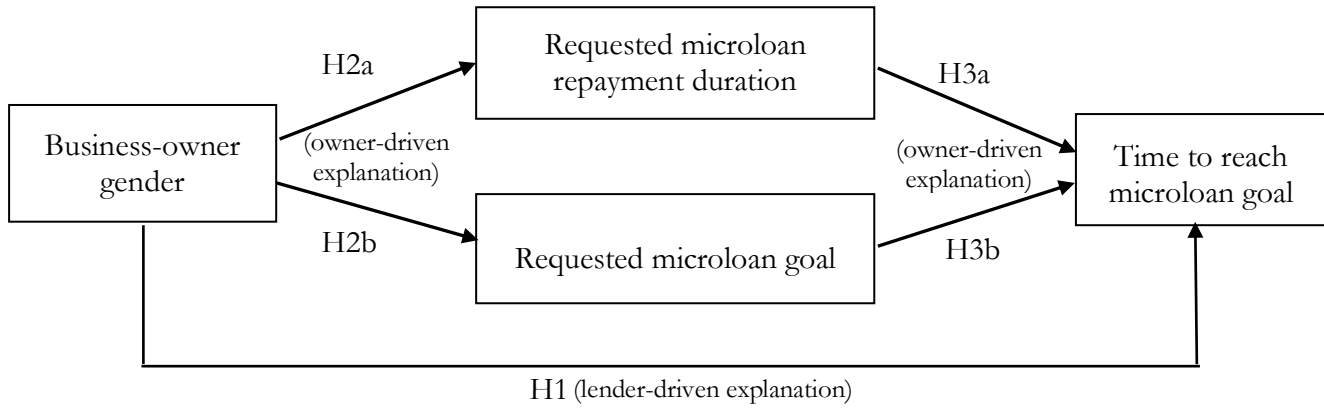 Requested microloan
repayment duration
H2a
H3a
Business-owner
gender
(owner-driven
explanation)
(owner-driven
explanation)
Time to reach
microloan goal
H2b
Requested microloan goal
H3b
H1 (lender-driven explanation)